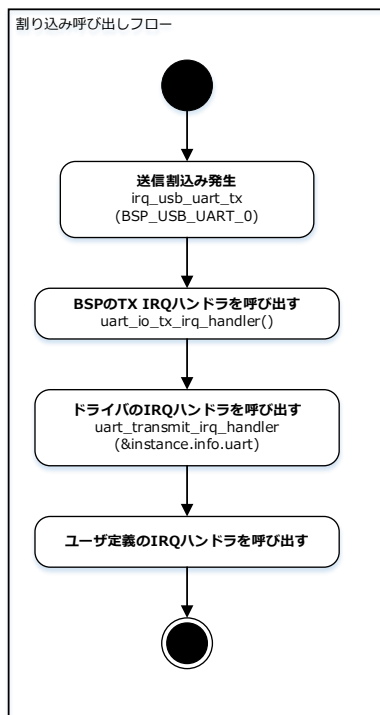 割り込み呼び出しフロー
送信割込み発生
irq_usb_uart_tx
(BSP_USB_UART_0)
BSPのTX IRQハンドラを呼び出す
uart_io_tx_irq_handler()
ドライバのIRQハンドラを呼び出す
uart_transmit_irq_handler
(&instance.info.uart)
ユーザ定義のIRQハンドラを呼び出す